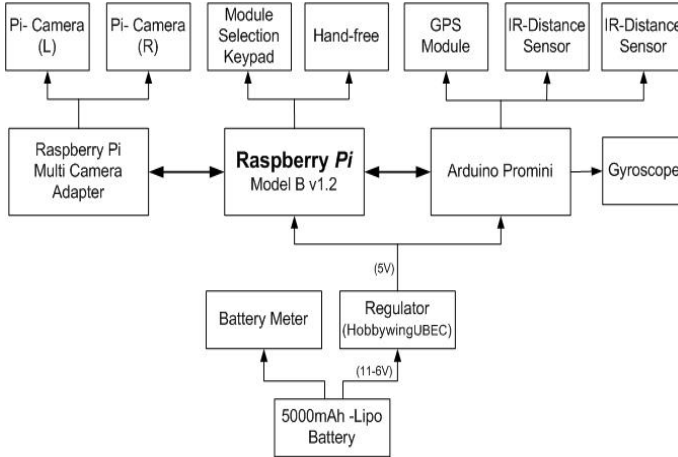 Pi- Camera
(L)
Pi- Camera
(R)
Module
Selection
Keypad
Hand-free
GPS
Module
IR-Distance
Sensor
IR-Distance
Sensor
Raspberry Pi
Multi Camera
Adapter
Raspberry Pi
Model B v1.2
Arduino Promini
Gyroscope
(5V)
Battery Meter
Regulator
(HobbywingUBEC)
(11-6V)
5000mAh -Lipo
Battery